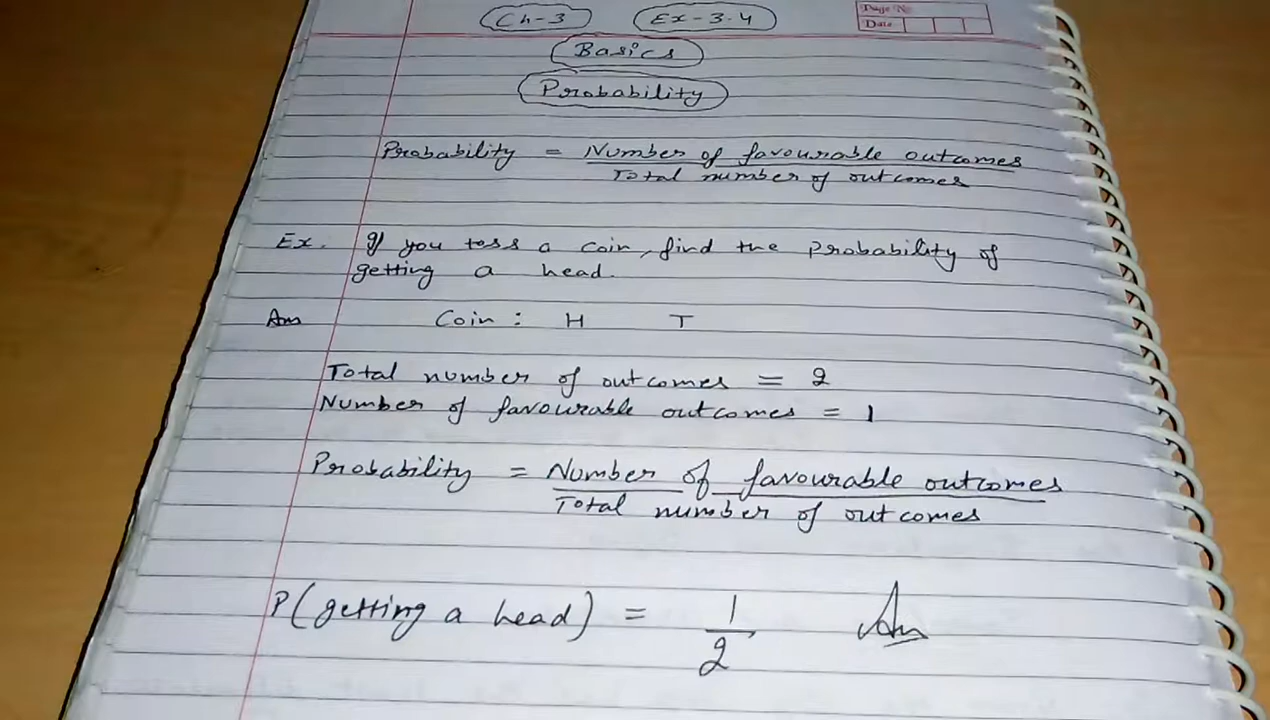 Ch-3 Ex-3.4
Page No
Date
Basics
Probability
Probability = Number of favourable outcomes
Total number of outcomes
Ex. If you toss a coin, find the probability of
getting a head.
Ans Coin : H T
Total number of outcomes = 2
Number of favourable outcomes = 1
Probability = Number of favourable outcomes
Total number of outcomes
P(getting a head) = 1/2 Ans